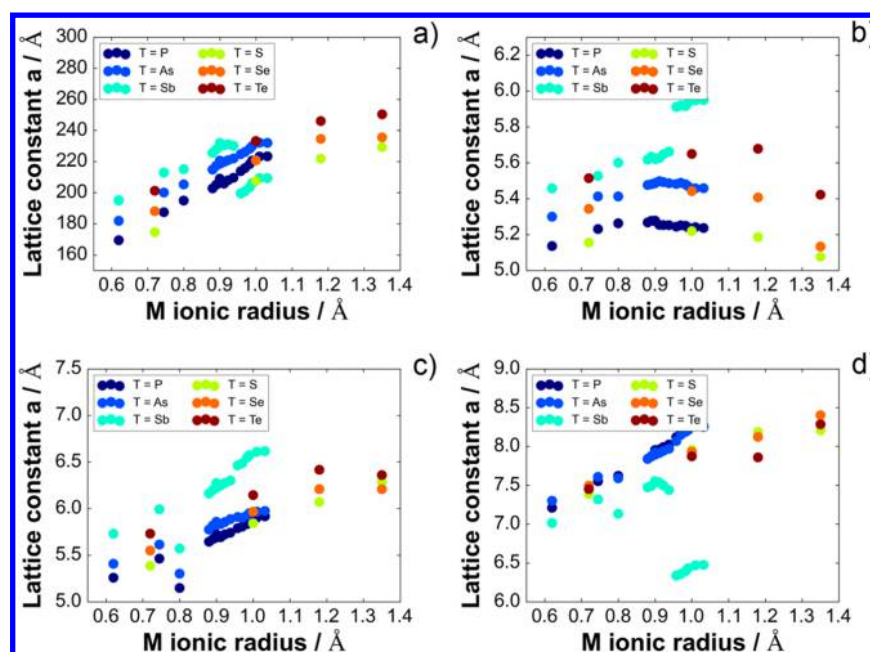 a)
Lattice constant a / Å
300
280
260
240
220
200
180
160
T = P
T = As
T = Sb
T = S
T = Se
T = Te
0.6 0.7 0.8 0.9 1.0 1.1 1.2 1.3 1.4
M ionic radius / Å
b)
Lattice constant a / Å
6.2
6.0
5.8
5.6
5.4
5.2
5.0
T = P
T = As
T = Sb
T = S
T = Se
T = Te
0.6 0.7 0.8 0.9 1.0 1.1 1.2 1.3 1.4
M ionic radius / Å
c)
Lattice constant a / Å
7.5
7.0
6.5
6.0
5.5
5.0
T = P
T = As
T = Sb
T = S
T = Se
T = Te
0.6 0.7 0.8 0.9 1.0 1.1 1.2 1.3 1.4
M ionic radius / Å
d)
Lattice constant a / Å
9.0
8.5
8.0
7.5
7.0
6.5
6.0
T = P
T = As
T = Sb
T = S
T = Se
T = Te
0.6 0.7 0.8 0.9 1.0 1.1 1.2 1.3 1.4
M ionic radius / Å